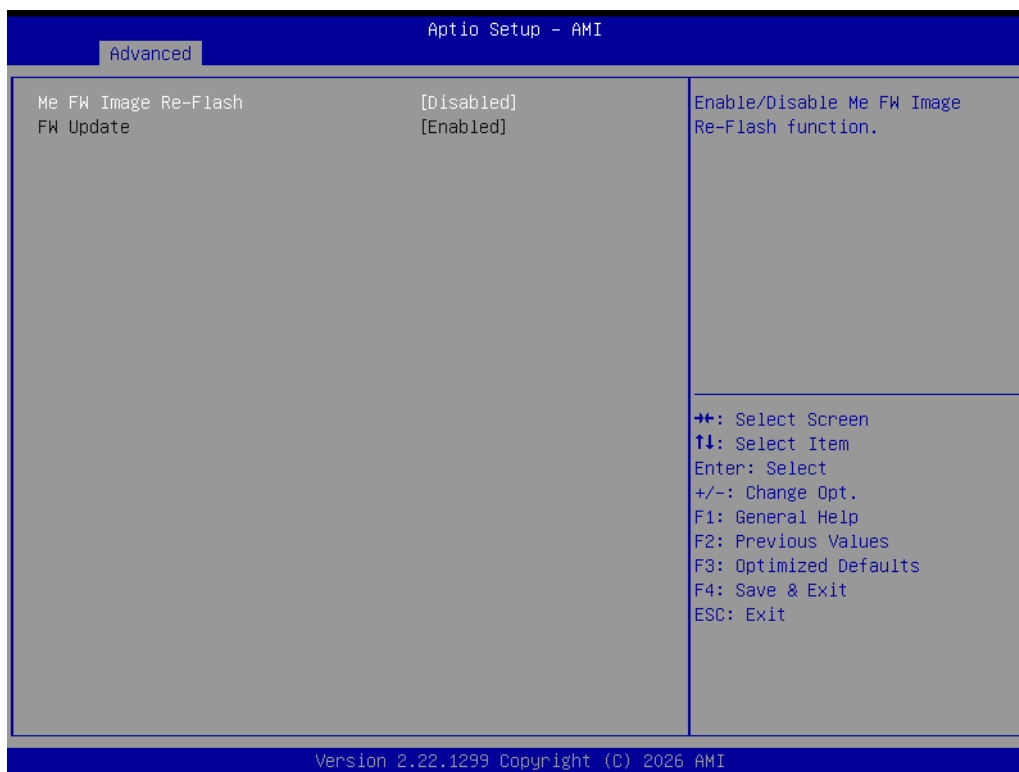 Aptio Setup – AMI
Advanced
Me FW Image Re–Flash [Disabled]
FW Update [Enabled]
Enable/Disable Me FW Image
Re–Flash function.
→←: Select Screen
↑↓: Select Item
Enter: Select
+/–: Change Opt.
F1: General Help
F2: Previous Values
F3: Optimized Defaults
F4: Save & Exit
ESC: Exit
Version 2.22.1299 Copyright (C) 2026 AMI